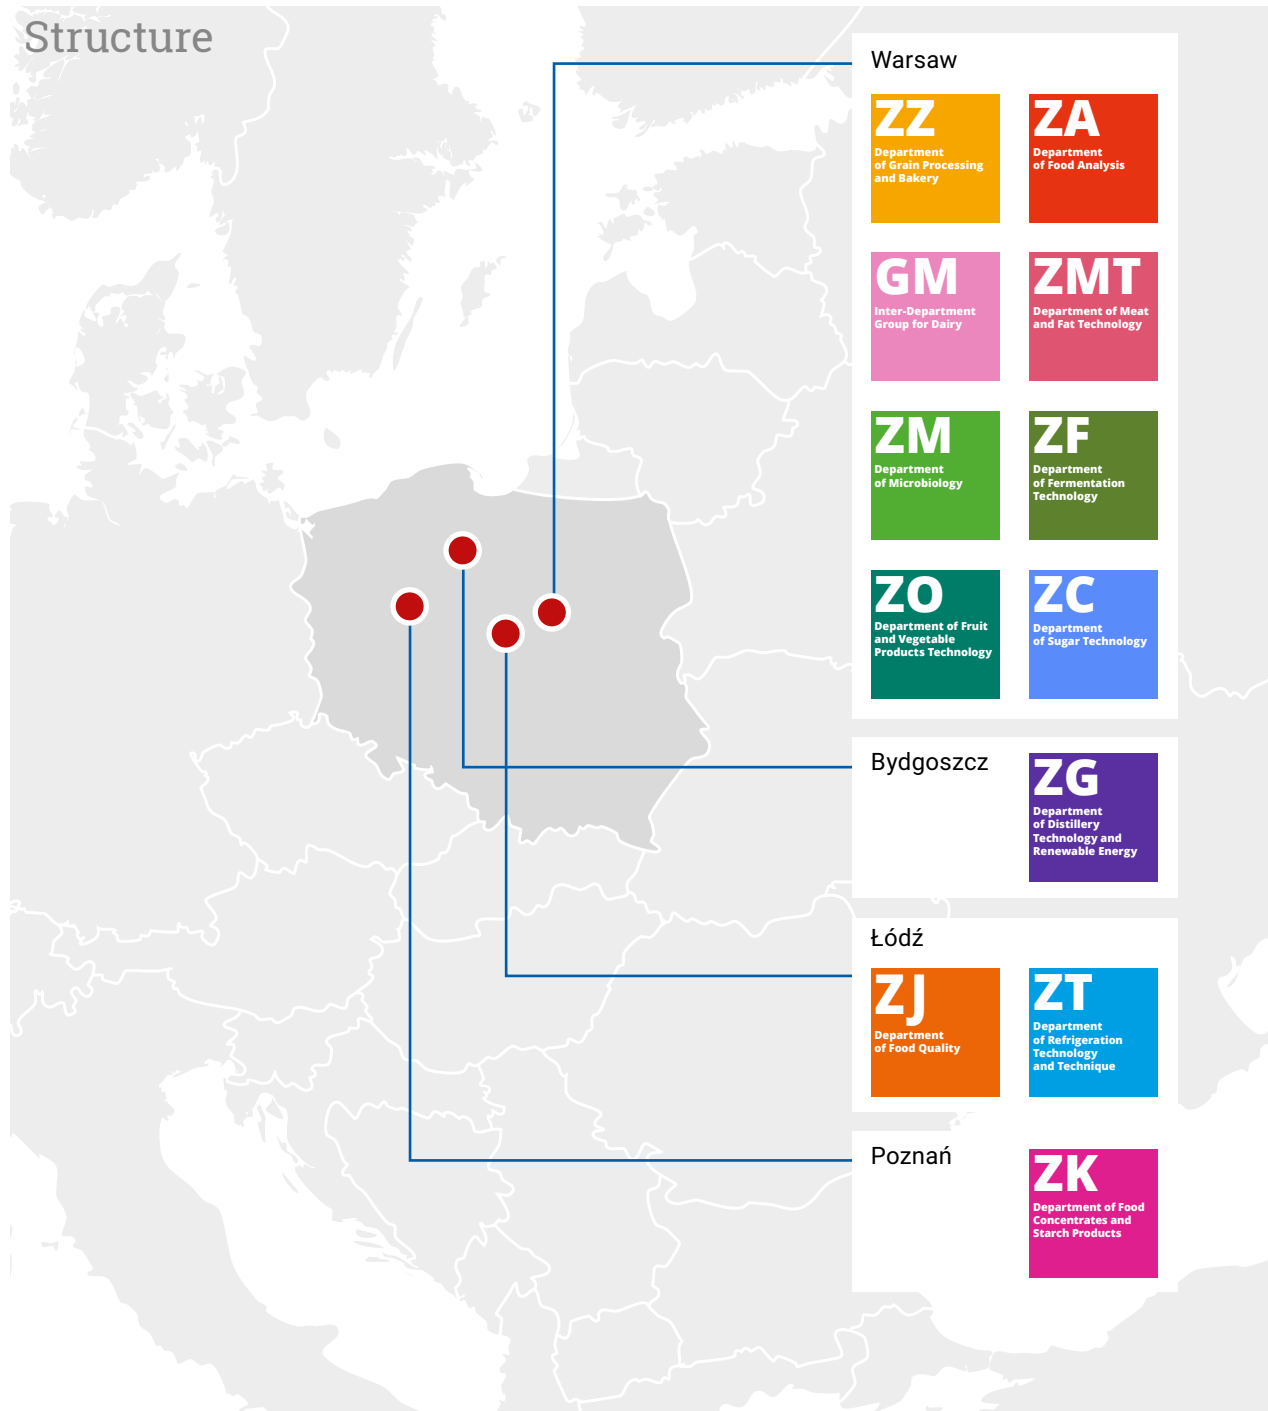 Structure
Warsaw
ZZ
Department
of Grain Processing
and Bakery
ZA
Department
of Food Analysis
GM
Inter-Department
Group for Dairy
ZMT
Department of Meat
and Fat Technology
ZM
Department
of Microbiology
ZF
Department
of Fermentation
Technology
ZO
Department of Fruit
and Vegetable
Products Technology
ZC
Department
of Sugar Technology
Bydgoszcz
ZG
Department
of Distillery
Technology and
Renewable Energy
Łódź
ZJ
Department
of Food Quality
ZT
Department
of Refrigeration
Technology
and Technique
Poznań
ZK
Department of Food
Concentrates and
Starch Products